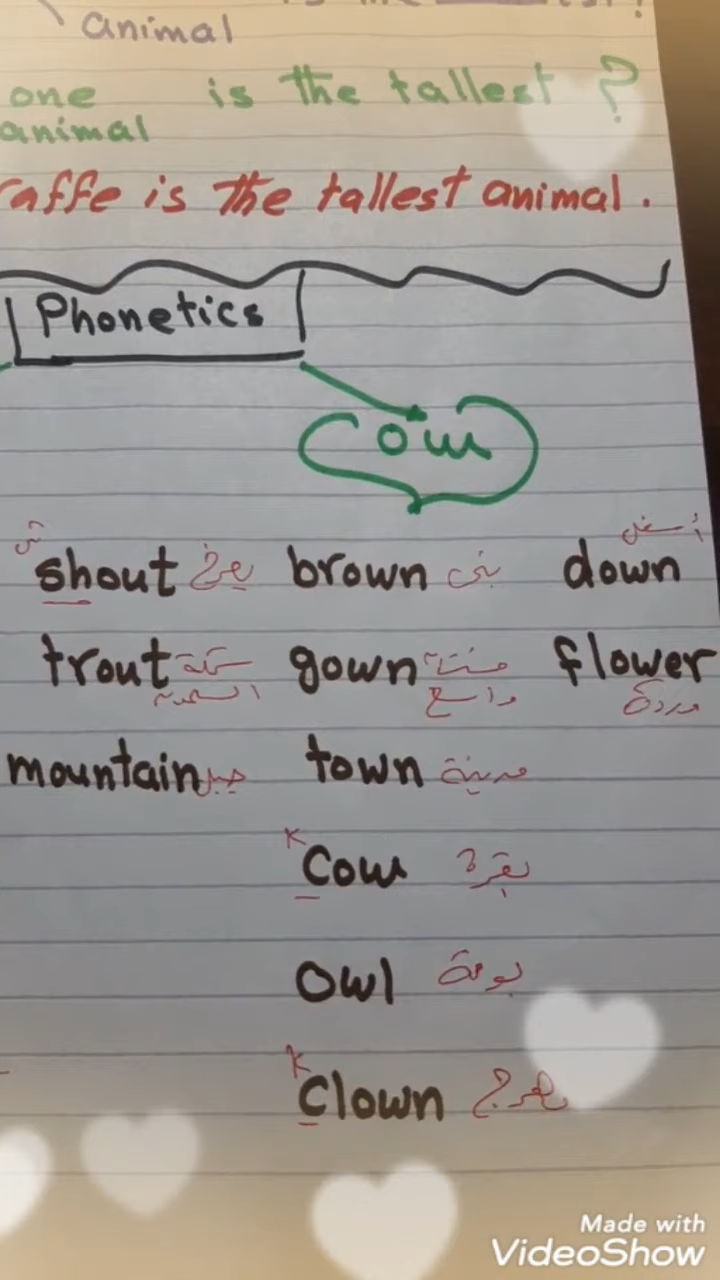 animal
one is the tallest ?
animal
raffe is the tallest animal.
Phonetics
ow
ش
أسفل
shout يصرخ brown بنى down
trout سمكة gown فستان flower
واسع وردة
mountain جبل town مدينة
K
Cow بقرة
Owl بومة
K
Clown مهرج
Made with
VideoShow